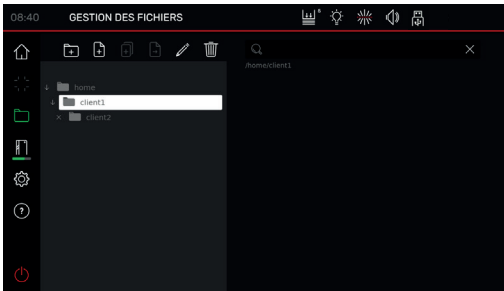 08:40 GESTION DES FICHIERS
home
/home/client1
client1
client2